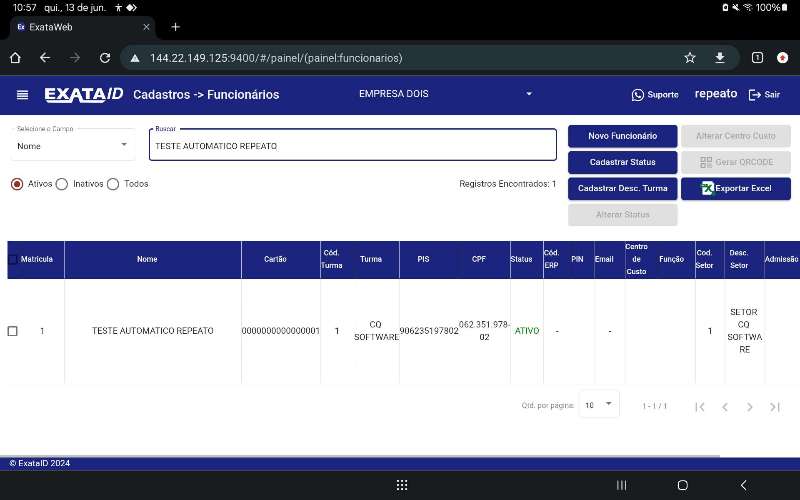 10:57 qui., 13 de jun. 100%
ExataWeb
144.22.149.125:9400/#/painel/(painel:funcionarios)
1
EXATAID Cadastros -> Funcionários EMPRESA DOIS Suporte repeato Sair
Selecione o Campo
Nome
Buscar
TESTE AUTOMATICO REPEATO
Novo Funcionário Alterar Centro Custo
Cadastrar Status Gerar QRCODE
Ativos Inativos Todos Registros Encontrados: 1
Cadastrar Desc. Turma Exportar Excel
Alterar Status
Matricula Nome Cartão Cód. Turma Turma PIS CPF Status Cód. ERP PIN Email Centro de Custo Função Cod. Setor Desc. Setor Admissão
1 TESTE AUTOMATICO REPEATO 0000000000000001 1 CQ SOFTWARE 906235197802 062.351.978-02 ATIVO - - 1 SETOR CQ SOFTWARE
Qtd. por página: 10 1 - 1 / 1
© ExataID 2024